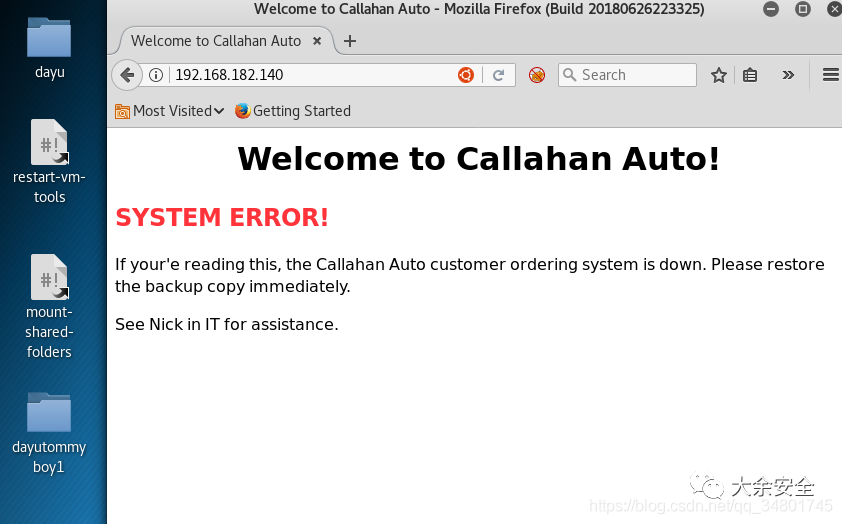 Welcome to Callahan Auto - Mozilla Firefox (Build 20180626223325)
Welcome to Callahan Auto
192.168.182.140
Search
Most Visited
Getting Started
dayu
#!
restart-vm-
tools
#!
mount-
shared-
folders
dayutommy
boy1
Welcome to Callahan Auto!
SYSTEM ERROR!
If your'e reading this, the Callahan Auto customer ordering system is down. Please restore
the backup copy immediately.
See Nick in IT for assistance.
大余安全
https://blog.csdn.net/qq_34801745